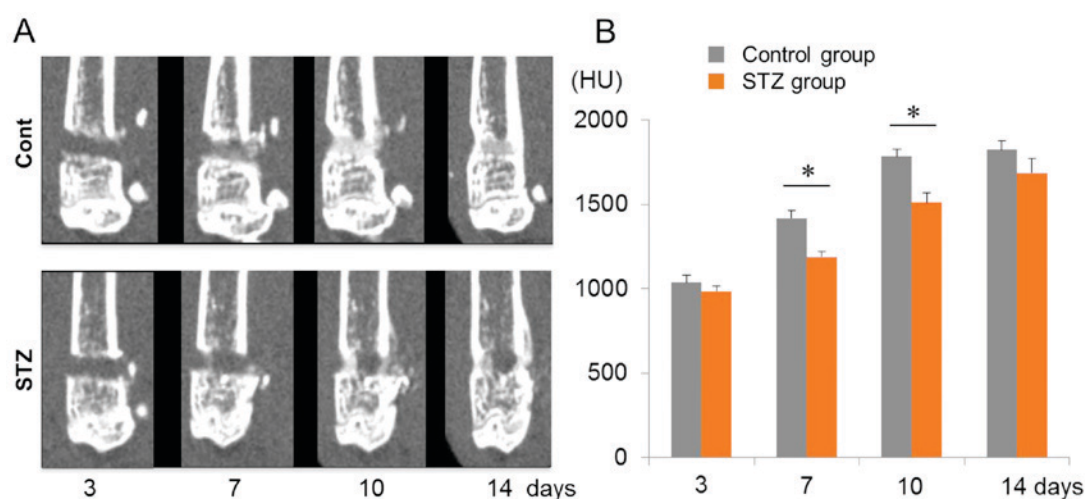 A
Cont
STZ
3 7 10 14 days
B
(HU)
Control group
STZ group
2000
1500
1000
500
0
*
*
3 7 10 14 days